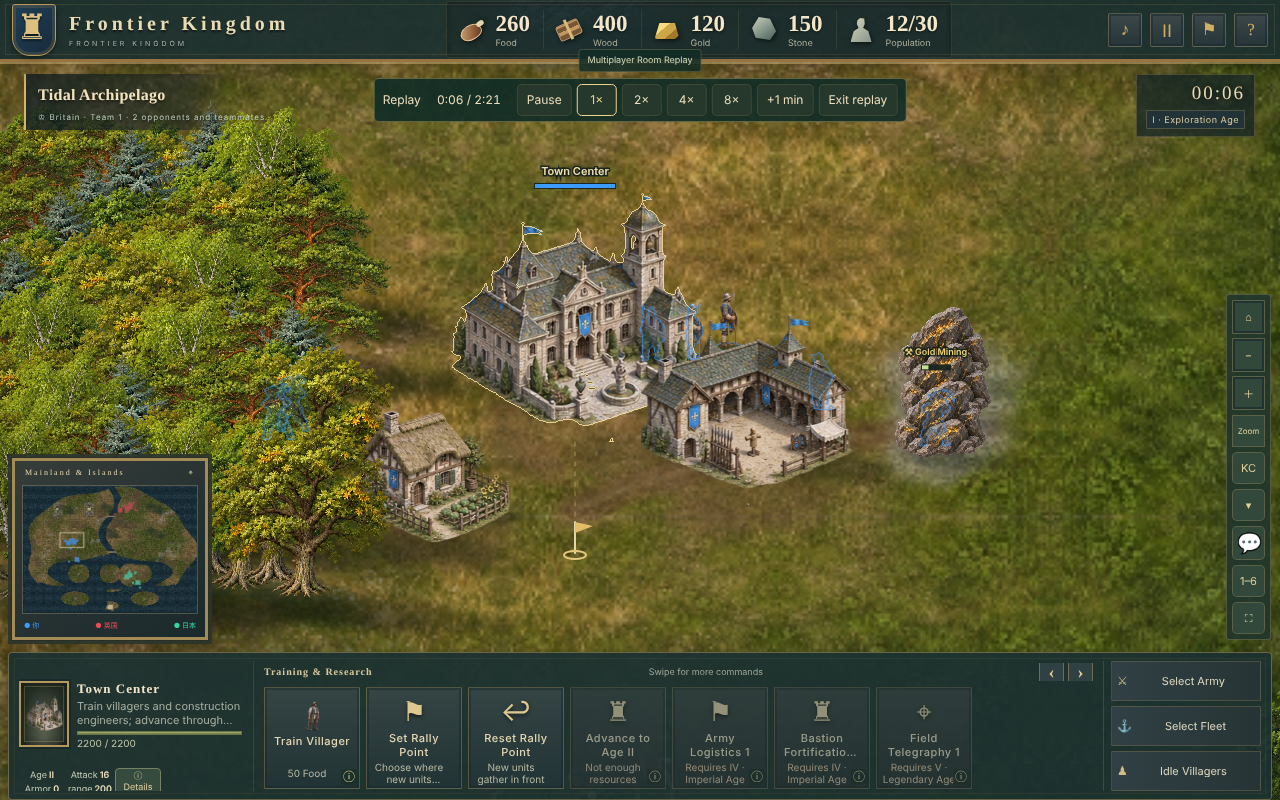 Frontier Kingdom
FRONTIER KINGDOM
260
Food
400
Wood
120
Gold
150
Stone
12/30
Population
♪
II
?
Multiplayer Room Replay
Tidal Archipelago
Britain · Team 1 · 2 opponents and teammates
Replay 0:06 / 2:21 Pause 1× 2× 4× 8× +1 min Exit replay
00:06
I · Exploration Age
Town Center
Gold Mining
−
+
Zoom
KC
▾
1–6
Mainland & Islands
你 英国 日本
Town Center
Train villagers and construction
engineers; advance through...
2200 / 2200
Age II Attack 16
Armor 0 range 200
Details
Training & Research
Swipe for more commands
‹ ›
Train Villager
50 Food
Set Rally
Point
Choose where
new units...
Reset Rally
Point
New units
gather in front
Advance to
Age II
Not enough
resources
Army
Logistics 1
Requires IV ·
Imperial Age
Bastion
Fortificatio...
Requires IV ·
Imperial Age
Field
Telegraphy 1
Requires V ·
Legendary Age
Select Army
Select Fleet
Idle Villagers